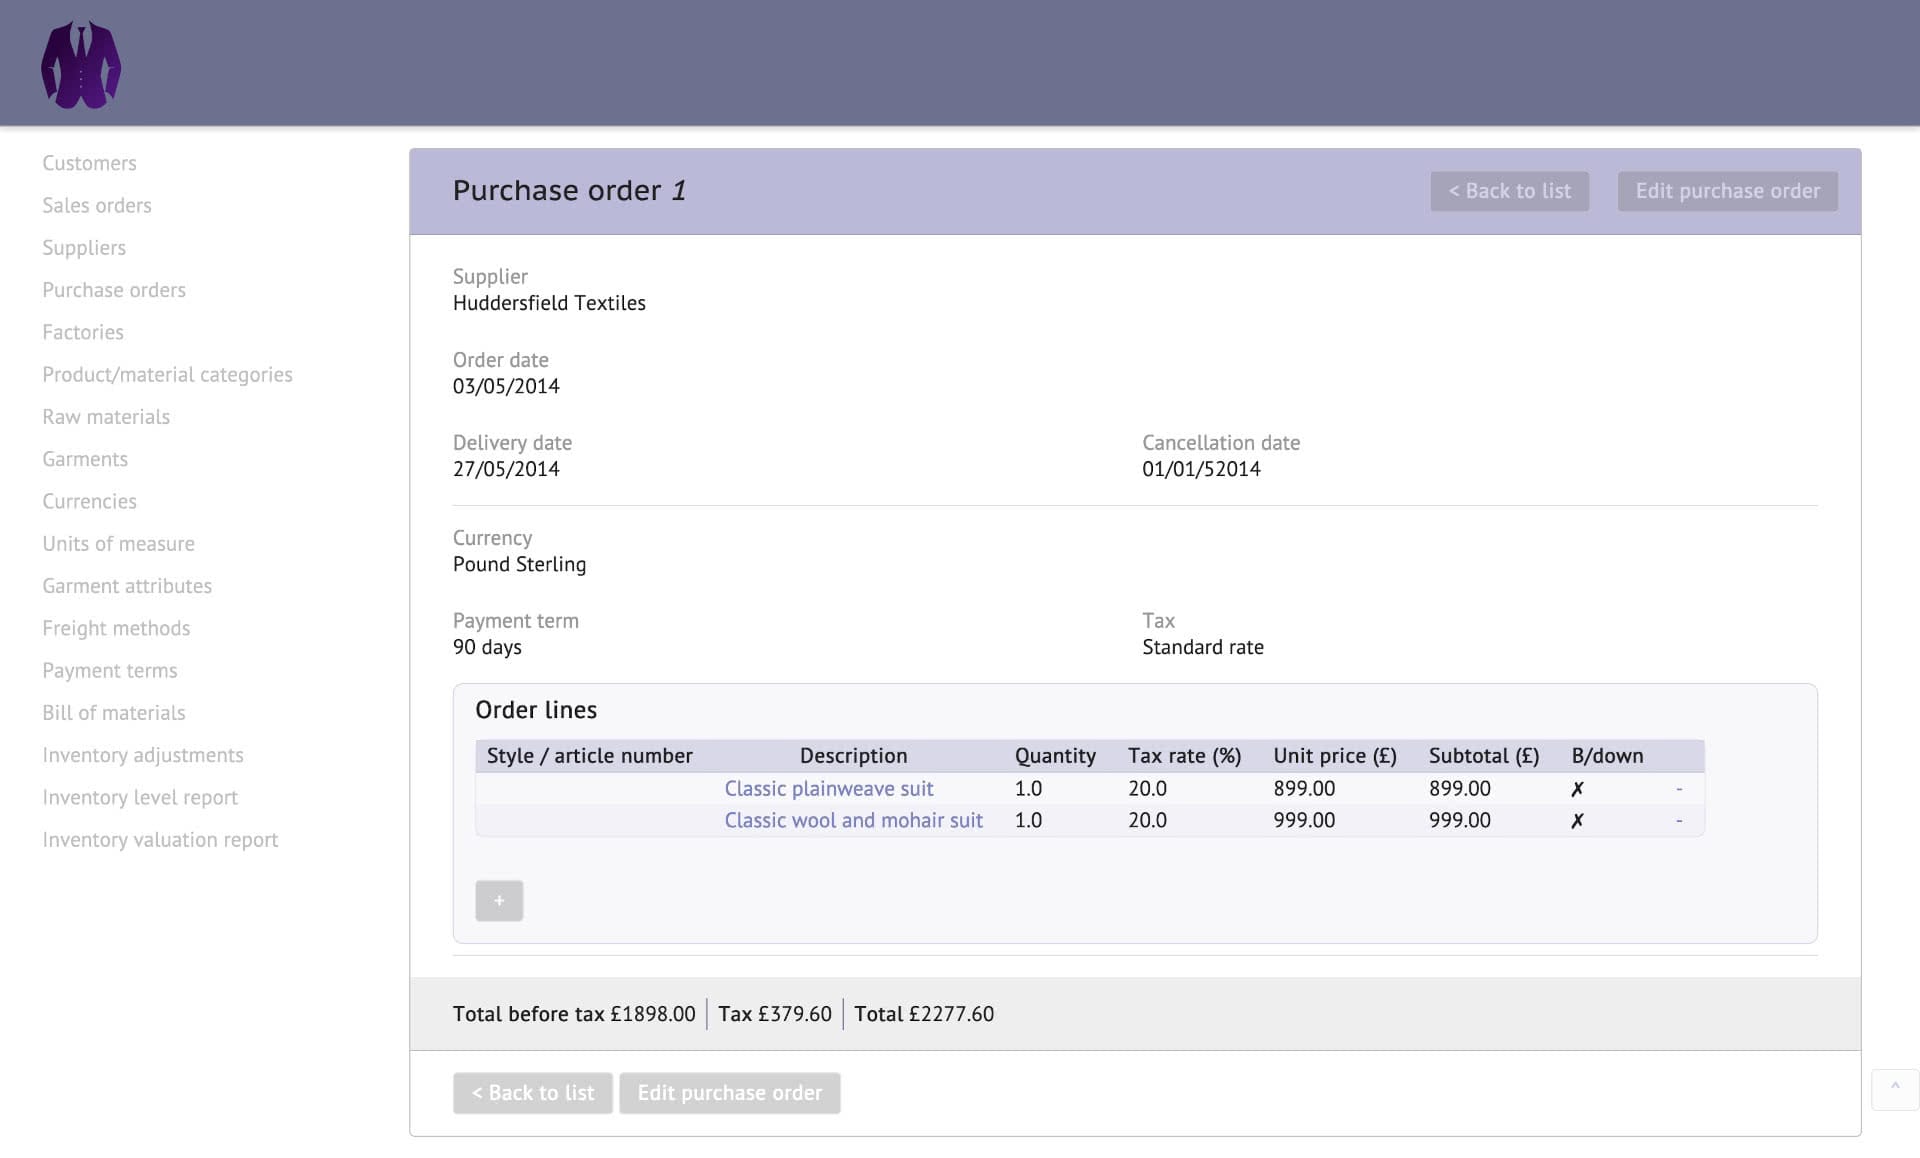 Customers
Sales orders
Suppliers
Purchase orders
Factories
Product/material categories
Raw materials
Garments
Currencies
Units of measure
Garment attributes
Freight methods
Payment terms
Bill of materials
Inventory adjustments
Inventory level report
Inventory valuation report
Purchase order 1
< Back to list Edit purchase order
Supplier
Huddersfield Textiles
Order date
03/05/2014
Delivery date Cancellation date
27/05/2014 01/01/52014
Currency
Pound Sterling
Payment term Tax
90 days Standard rate
Order lines
Style / article number Description Quantity Tax rate (%) Unit price (£) Subtotal (£) B/down
Classic plainweave suit 1.0 20.0 899.00 899.00 ✗ -
Classic wool and mohair suit 1.0 20.0 999.00 999.00 ✗ -
+
Total before tax £1898.00 Tax £379.60 Total £2277.60
< Back to list Edit purchase order
^